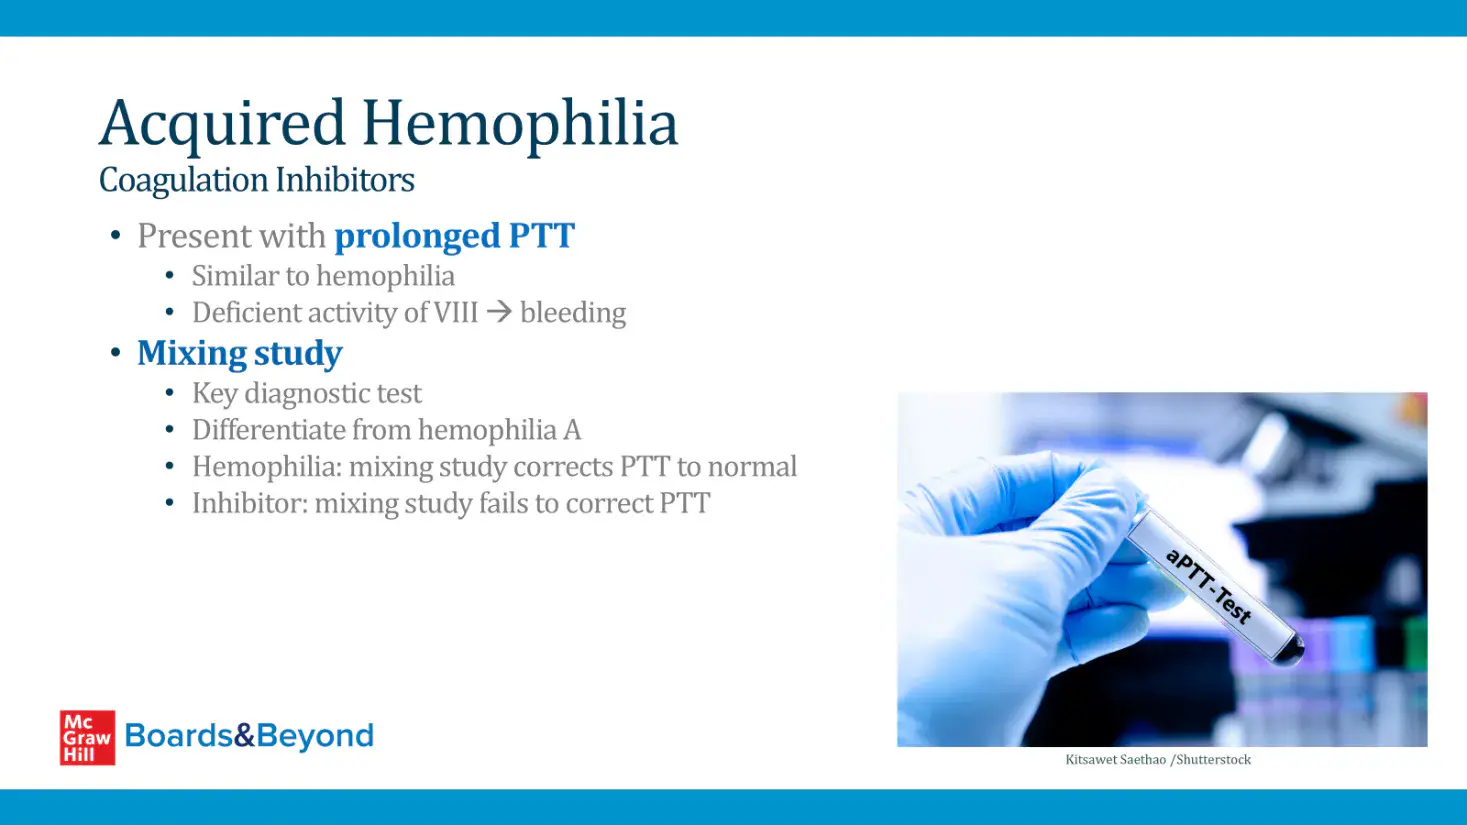 Acquired Hemophilia
Coagulation Inhibitors
• Present with prolonged PTT
• Similar to hemophilia
• Deficient activity of VIII → bleeding
• Mixing study
• Key diagnostic test
• Differentiate from hemophilia A
• Hemophilia: mixing study corrects PTT to normal
• Inhibitor: mixing study fails to correct PTT
aPTT-Test
Mc
Graw
Hill
Boards&Beyond
Kitsawet Saethao /Shutterstock